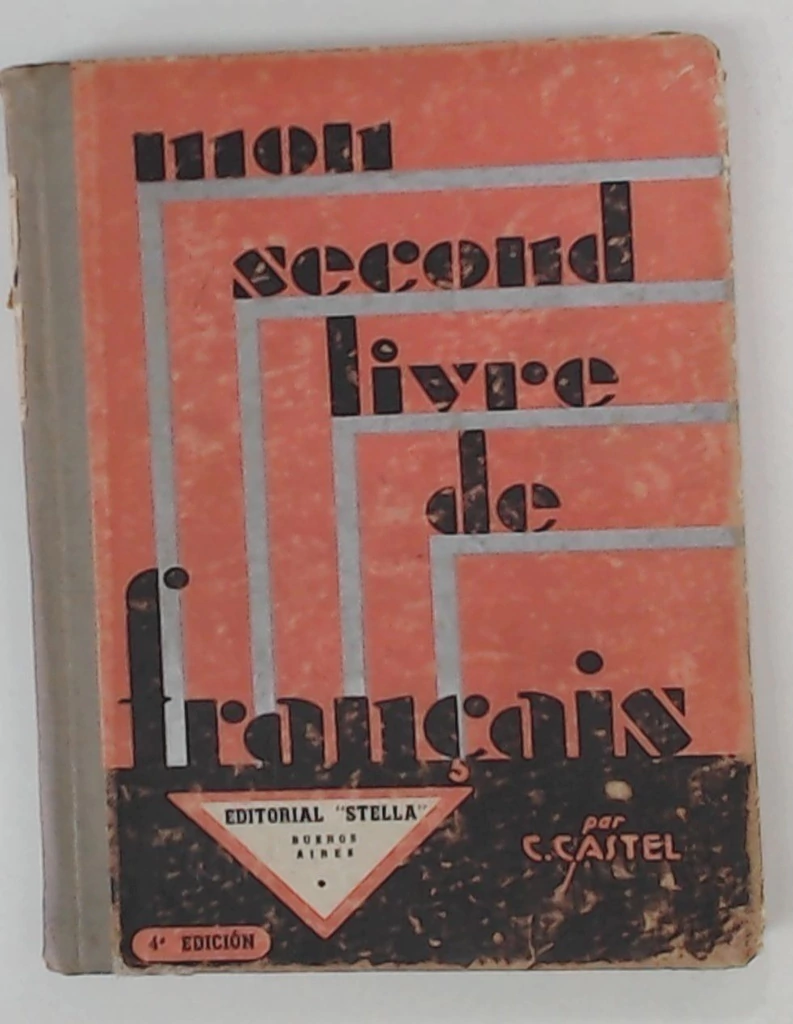 mon
second
livre
de
français
EDITORIAL "STELLA"
BUENOS
AIRES
par
C. CASTEL
4ª EDICIÓN